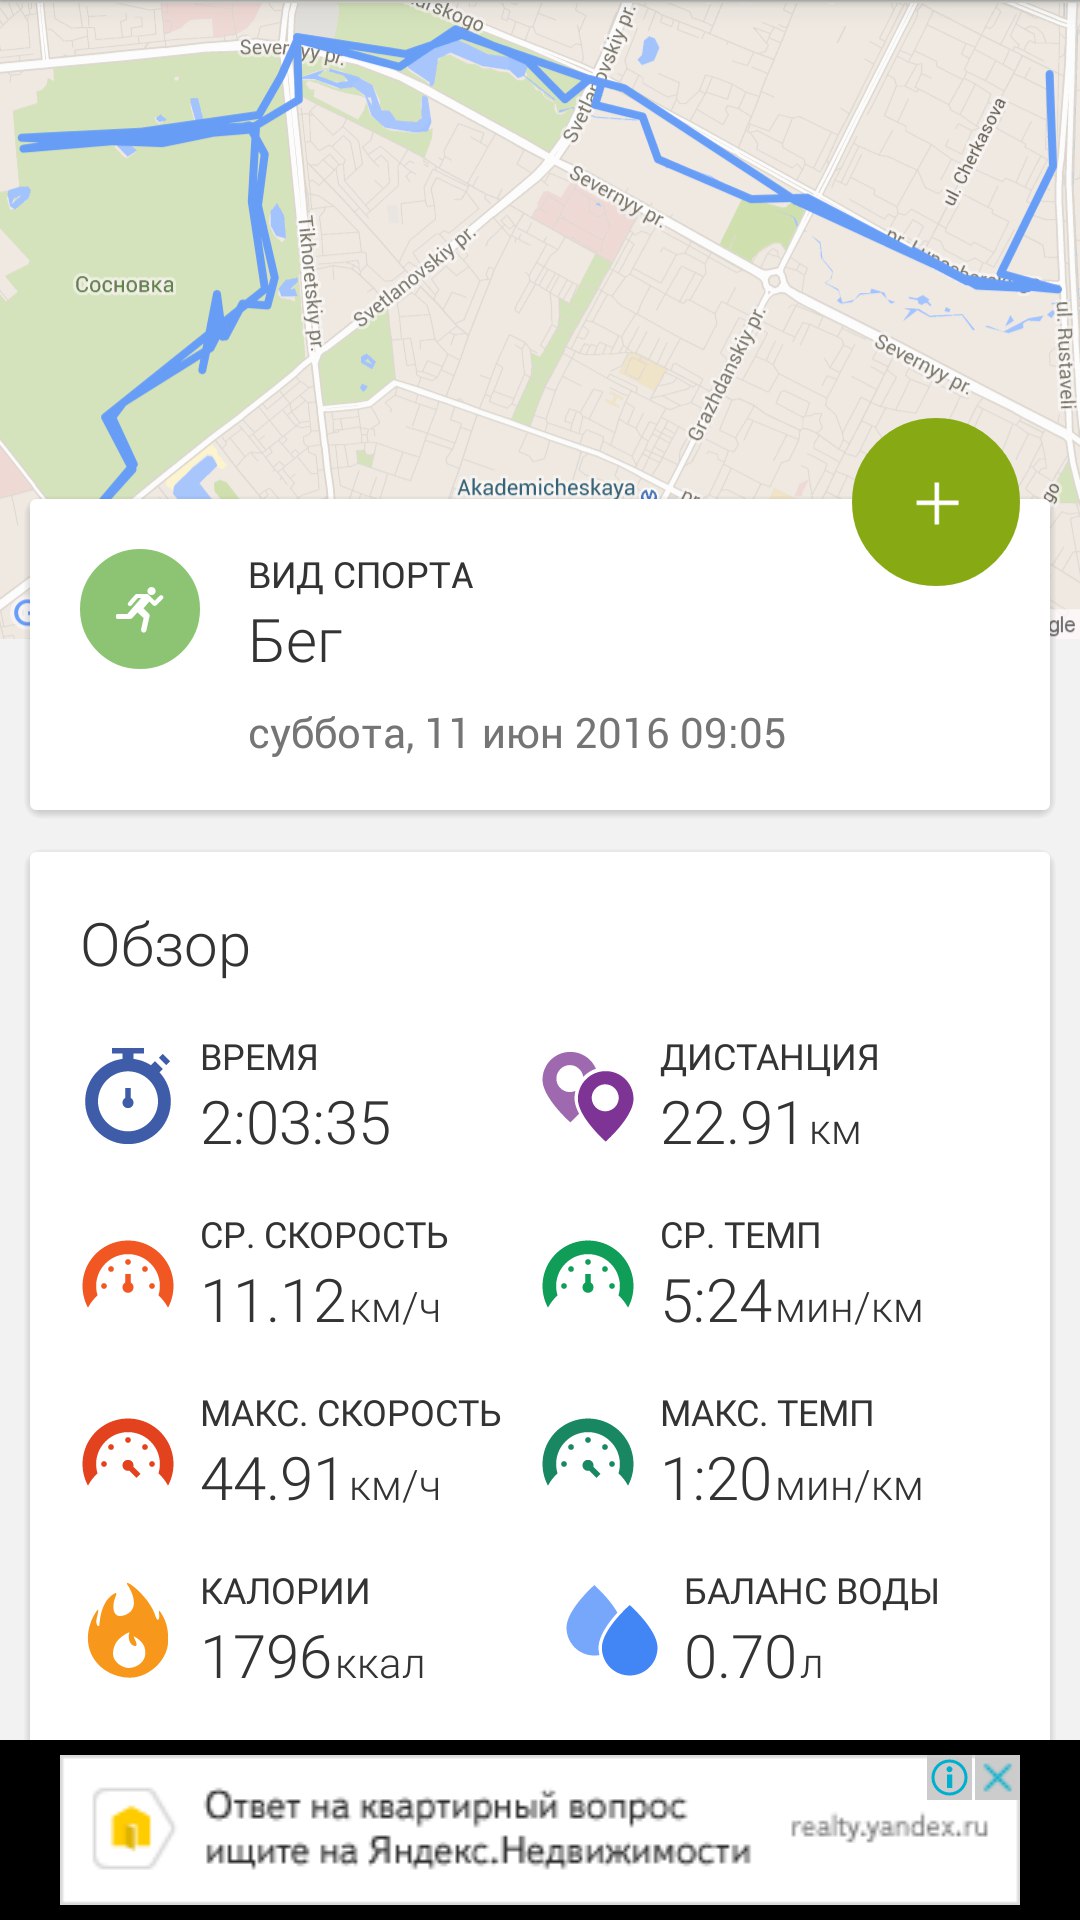 Severnyy pr.
Svetlanovskiy pr.
ul. Cherkasova
Severnyy pr.
Tikhoretskiy pr.
Svetlanovskiy pr.
Сосновка
Grazhdanskiy pr.
Severnyy pr.
ul. Rustaveli
Akademicheskaya
pr.
ВИД СПОРТА
Бег
суббота, 11 июн 2016 09:05
Обзор
ВРЕМЯ
2:03:35
ДИСТАНЦИЯ
22.91 км
СР. СКОРОСТЬ
11.12 км/ч
СР. ТЕМП
5:24 мин/км
МАКС. СКОРОСТЬ
44.91 км/ч
МАКС. ТЕМП
1:20 мин/км
КАЛОРИИ
1796 ккал
БАЛАНС ВОДЫ
0.70 л
Ответ на квартирный вопрос
ищите на Яндекс.Недвижимости
realty.yandex.ru